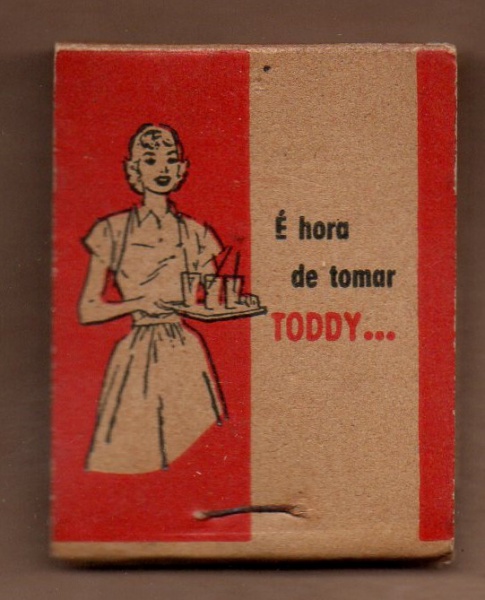 É hora
de tomar
TODDY...